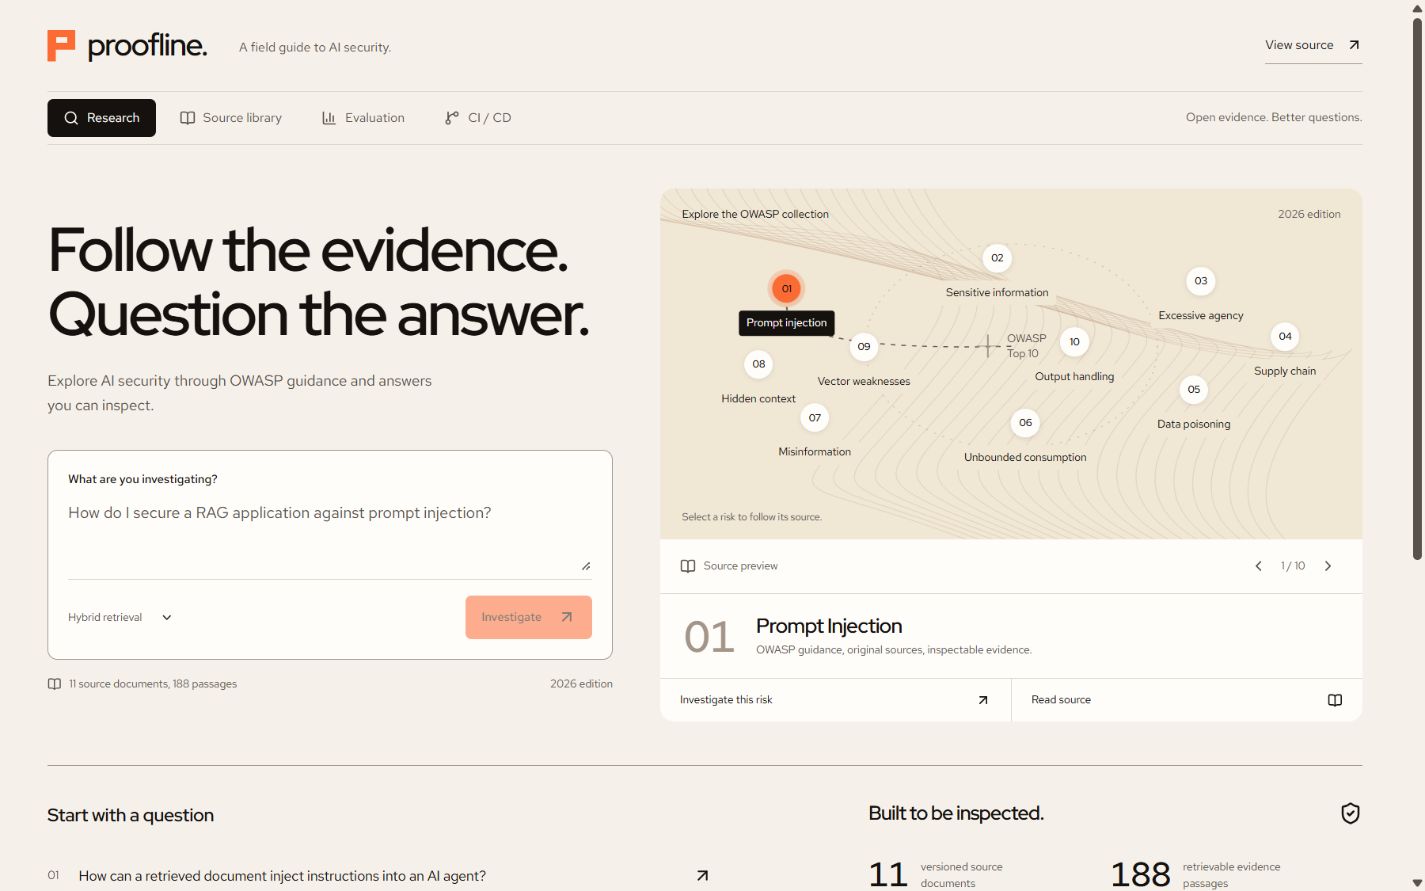 proofline.
A field guide to AI security.
View source
Research
Source library
Evaluation
CI / CD
Open evidence. Better questions.
Follow the evidence.
Question the answer.
Explore AI security through OWASP guidance and answers
you can inspect.
What are you investigating?
How do I secure a RAG application against prompt injection?
Hybrid retrieval
Investigate
11 source documents, 188 passages
2026 edition
Explore the OWASP collection
2026 edition
01
Prompt injection
02
Sensitive information
03
Excessive agency
04
Supply chain
05
Data poisoning
06
Unbounded consumption
07
Misinformation
08
Hidden context
09
Vector weaknesses
10
Output handling
OWASP
Top 10
Select a risk to follow its source.
Source preview
1 / 10
01
Prompt Injection
OWASP guidance, original sources, inspectable evidence.
Investigate this risk
Read source
Start with a question
01
How can a retrieved document inject instructions into an AI agent?
Built to be inspected.
11
versioned source
documents
188
retrievable evidence
passages